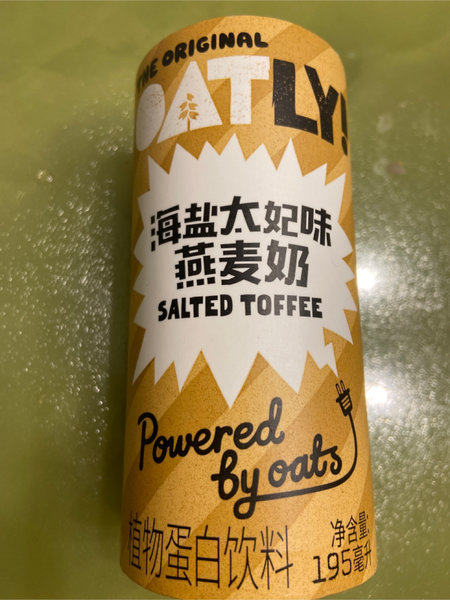 THE ORIGINAL
OATLY!
海盐太妃味
燕麦奶
SALTED TOFFEE
Powered
by oats
植物蛋白饮料
净含量:
195毫升